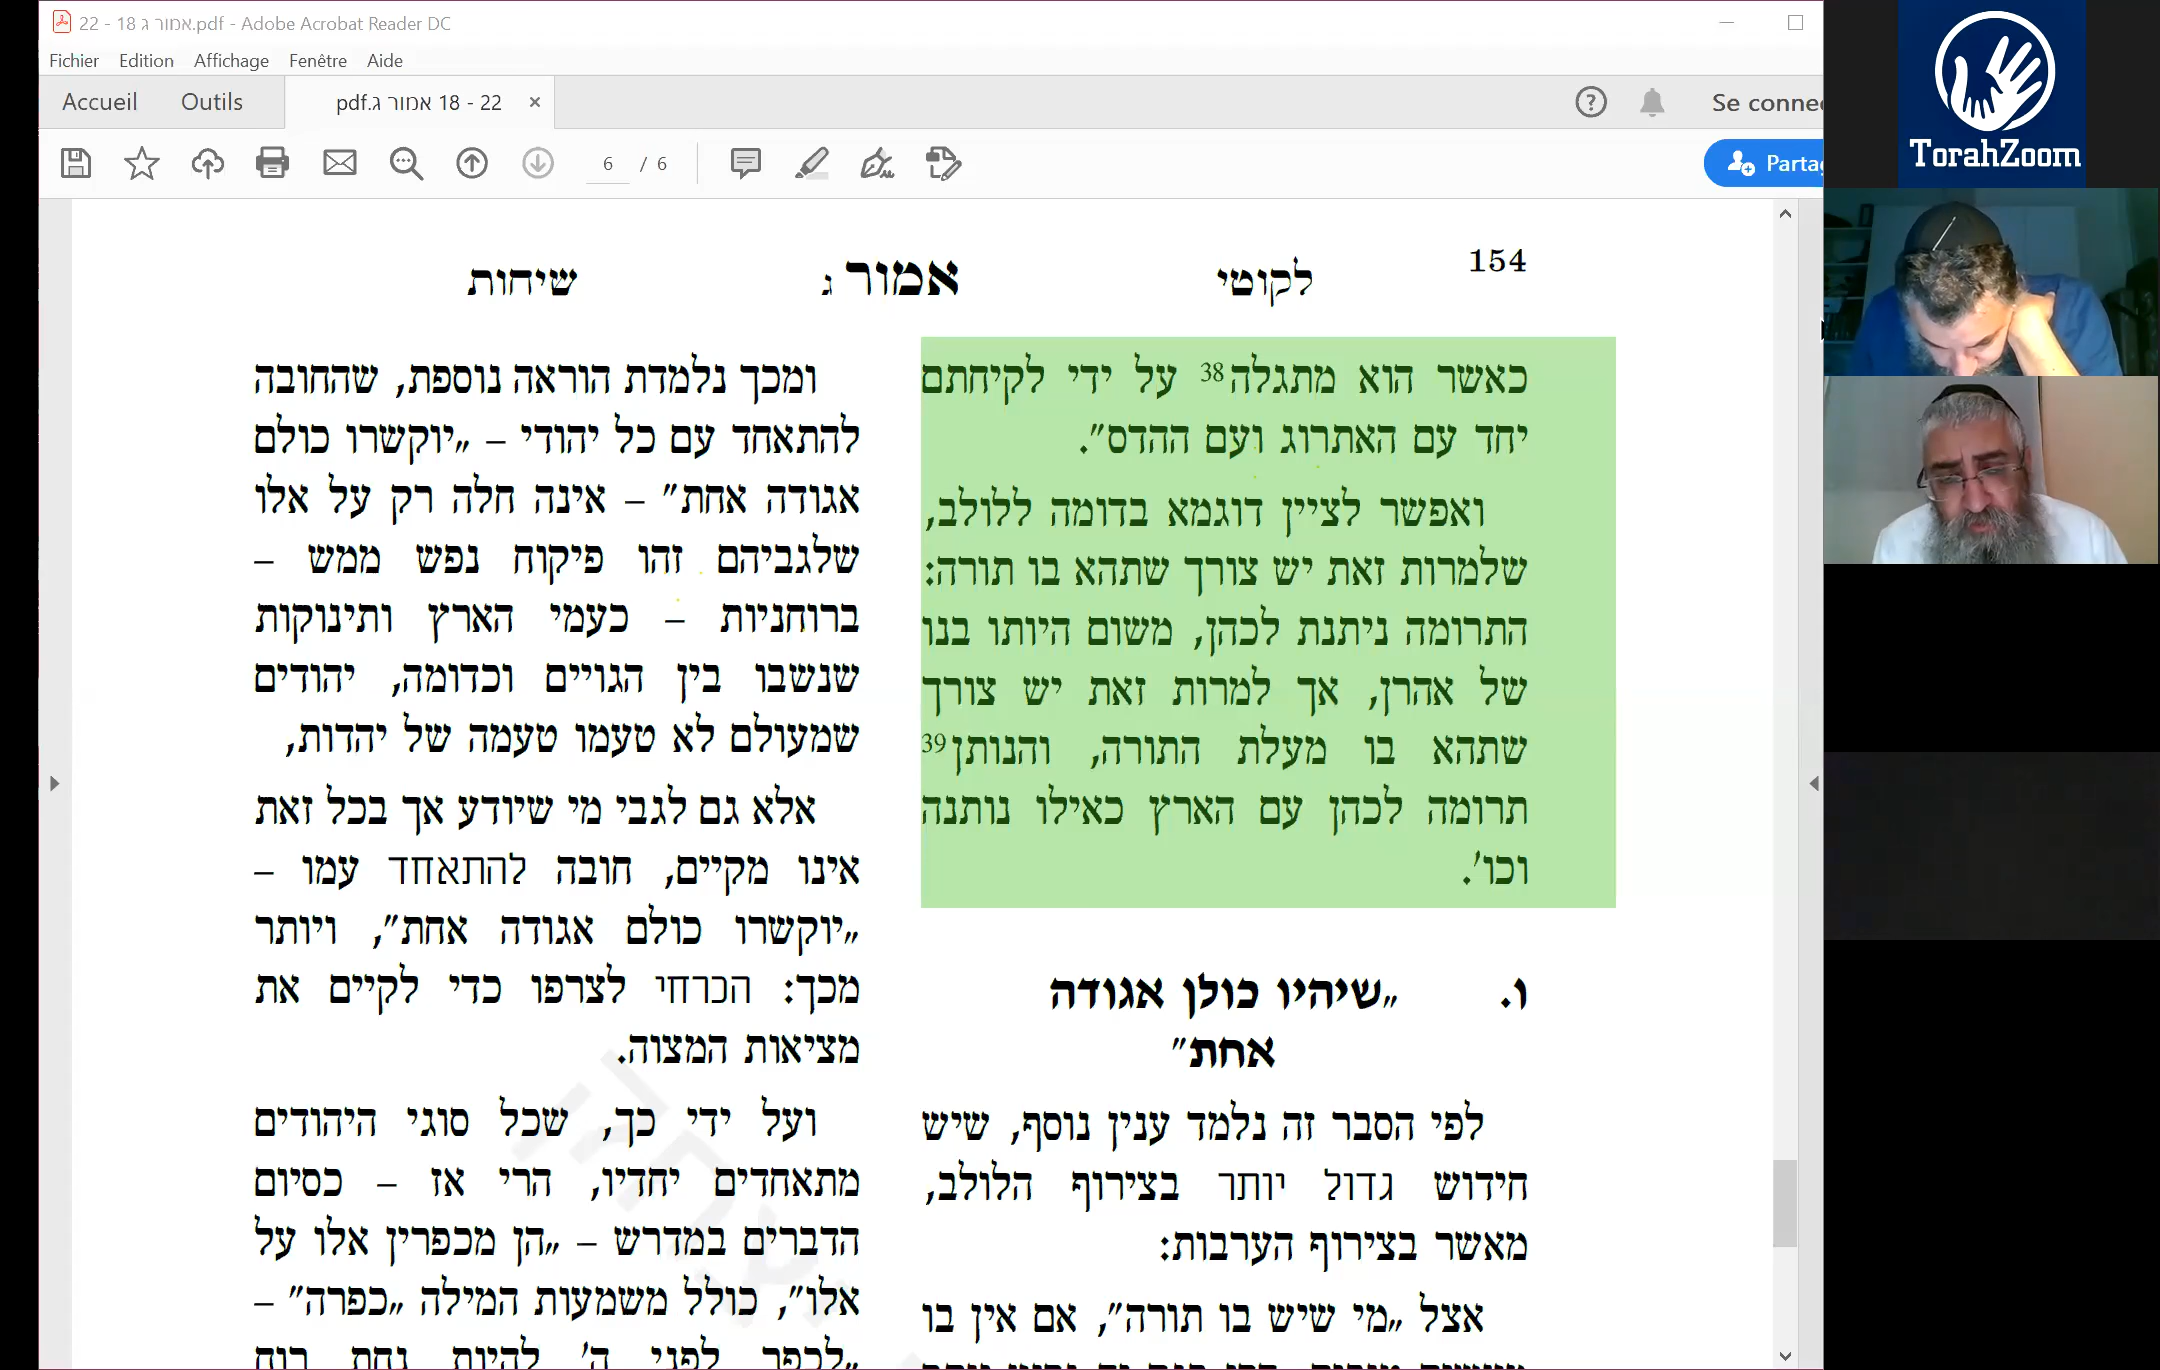 אמור ג 18 - 22.pdf - Adobe Acrobat Reader DC
Fichier Edition Affichage Fenêtre Aide
Accueil Outils
אמור ג 18 - 22.pdf ×
Se conne
6 / 6
Parta
TorahZoom
154
לקוטי אמור ג שיחות
כאשר הוא מתגלה38 על ידי לקיחתם
יחד עם האתרוג ועם ההדס".
ואפשר לציין דוגמא בדומה ללולב,
שלמרות זאת יש צורך שתהא בו תורה:
התרומה ניתנת לכהן, משום היותו בנו
של אהרן, אך למרות זאת יש צורך
שתהא בו מעלת התורה, והנותן39
תרומה לכהן עם הארץ כאילו נותנה
וכו'.
ו. "שיהיו כולן אגודה
אחת"
לפי הסבר זה נלמד ענין נוסף, שיש
חידוש גדול יותר בצירוף הלולב,
מאשר בצירוף הערבות:
אצל "מי שיש בו תורה", אם אין בו
ומכך נלמדת הוראה נוספת, שהחובה
להתאחד עם כל יהודי – "יוקשרו כולם
אגודה אחת" – אינה חלה רק על אלו
שלגביהם זהו פיקוח נפש ממש –
ברוחניות – כעמי הארץ ותינוקות
שנשבו בין הגויים וכדומה, יהודים
שמעולם לא טעמו טעמה של יהדות,
אלא גם לגבי מי שיודע אך בכל זאת
אינו מקיים, חובה להתאחד עמו –
"יוקשרו כולם אגודה אחת", ויותר
מכך: הכרחי לצרפו כדי לקיים את
מציאות המצוה.
ועל ידי כך, שכל סוגי היהודים
מתאחדים יחדיו, הרי אז – כסיום
הדברים במדרש – "הן מכפרין אלו על
אלו", כולל משמעות המילה "כפרה" –
"לכפר לפני ה' להיות נחת רוח